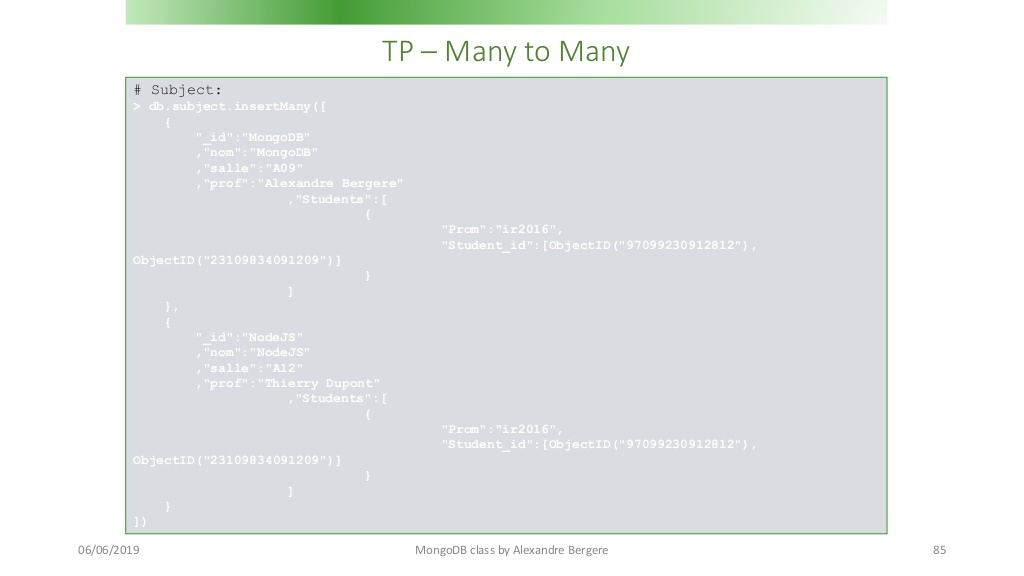 TP – Many to Many
# Subject:
> db.subject.insertMany([
{
"_id":"MongoDB"
,"nom":"MongoDB"
,"salle":"A09"
,"prof":"Alexandre Bergere"
,"Students":[
{
"Prom":"ir2016",
"Student_id":[ObjectID("97099230912812"),
ObjectID("23109834091209")]
}
]
},
{
"_id":"NodeJS"
,"nom":"NodeJS"
,"salle":"A12"
,"prof":"Thierry Dupont"
,"Students":[
{
"Prom":"ir2016",
"Student_id":[ObjectID("97099230912812"),
ObjectID("23109834091209")]
}
]
}
])
06/06/2019 MongoDB class by Alexandre Bergere 85